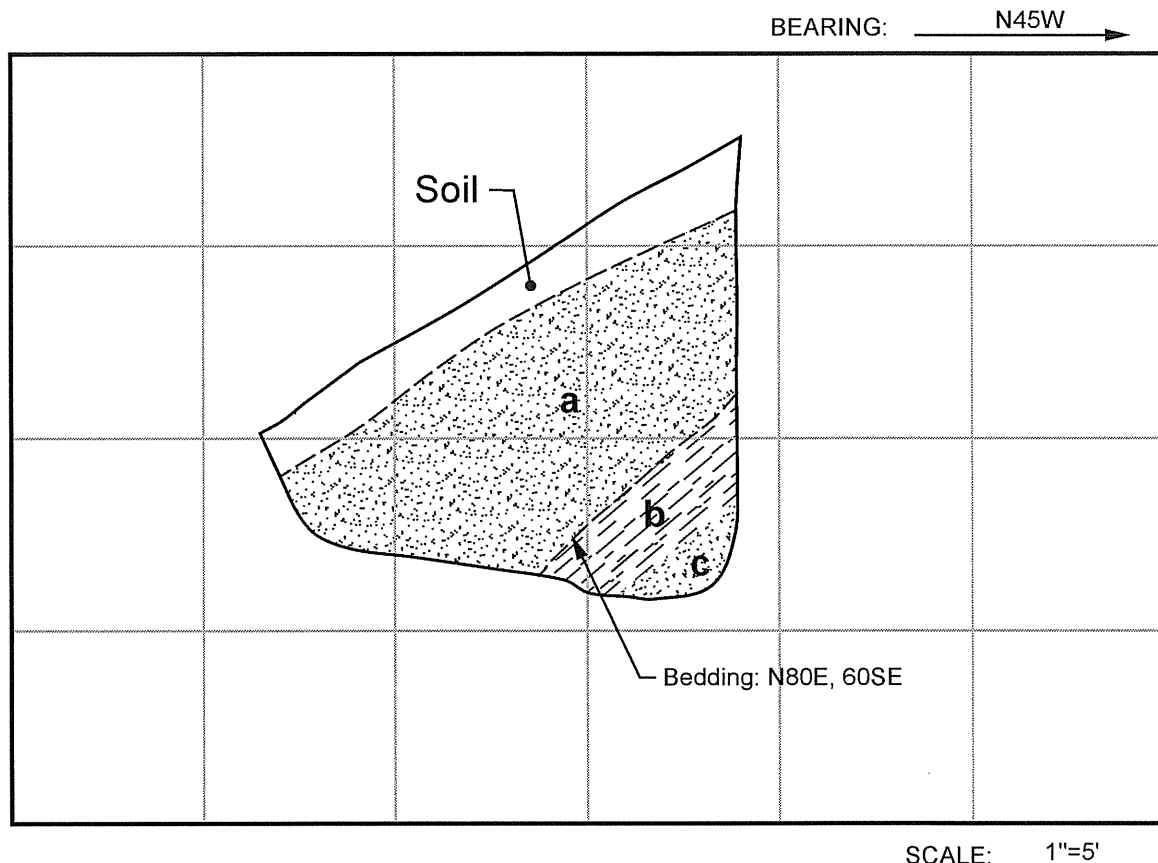 BEARING: N45W
Soil
a
b
c
Bedding: N80E, 60SE
SCALE: 1"=5'